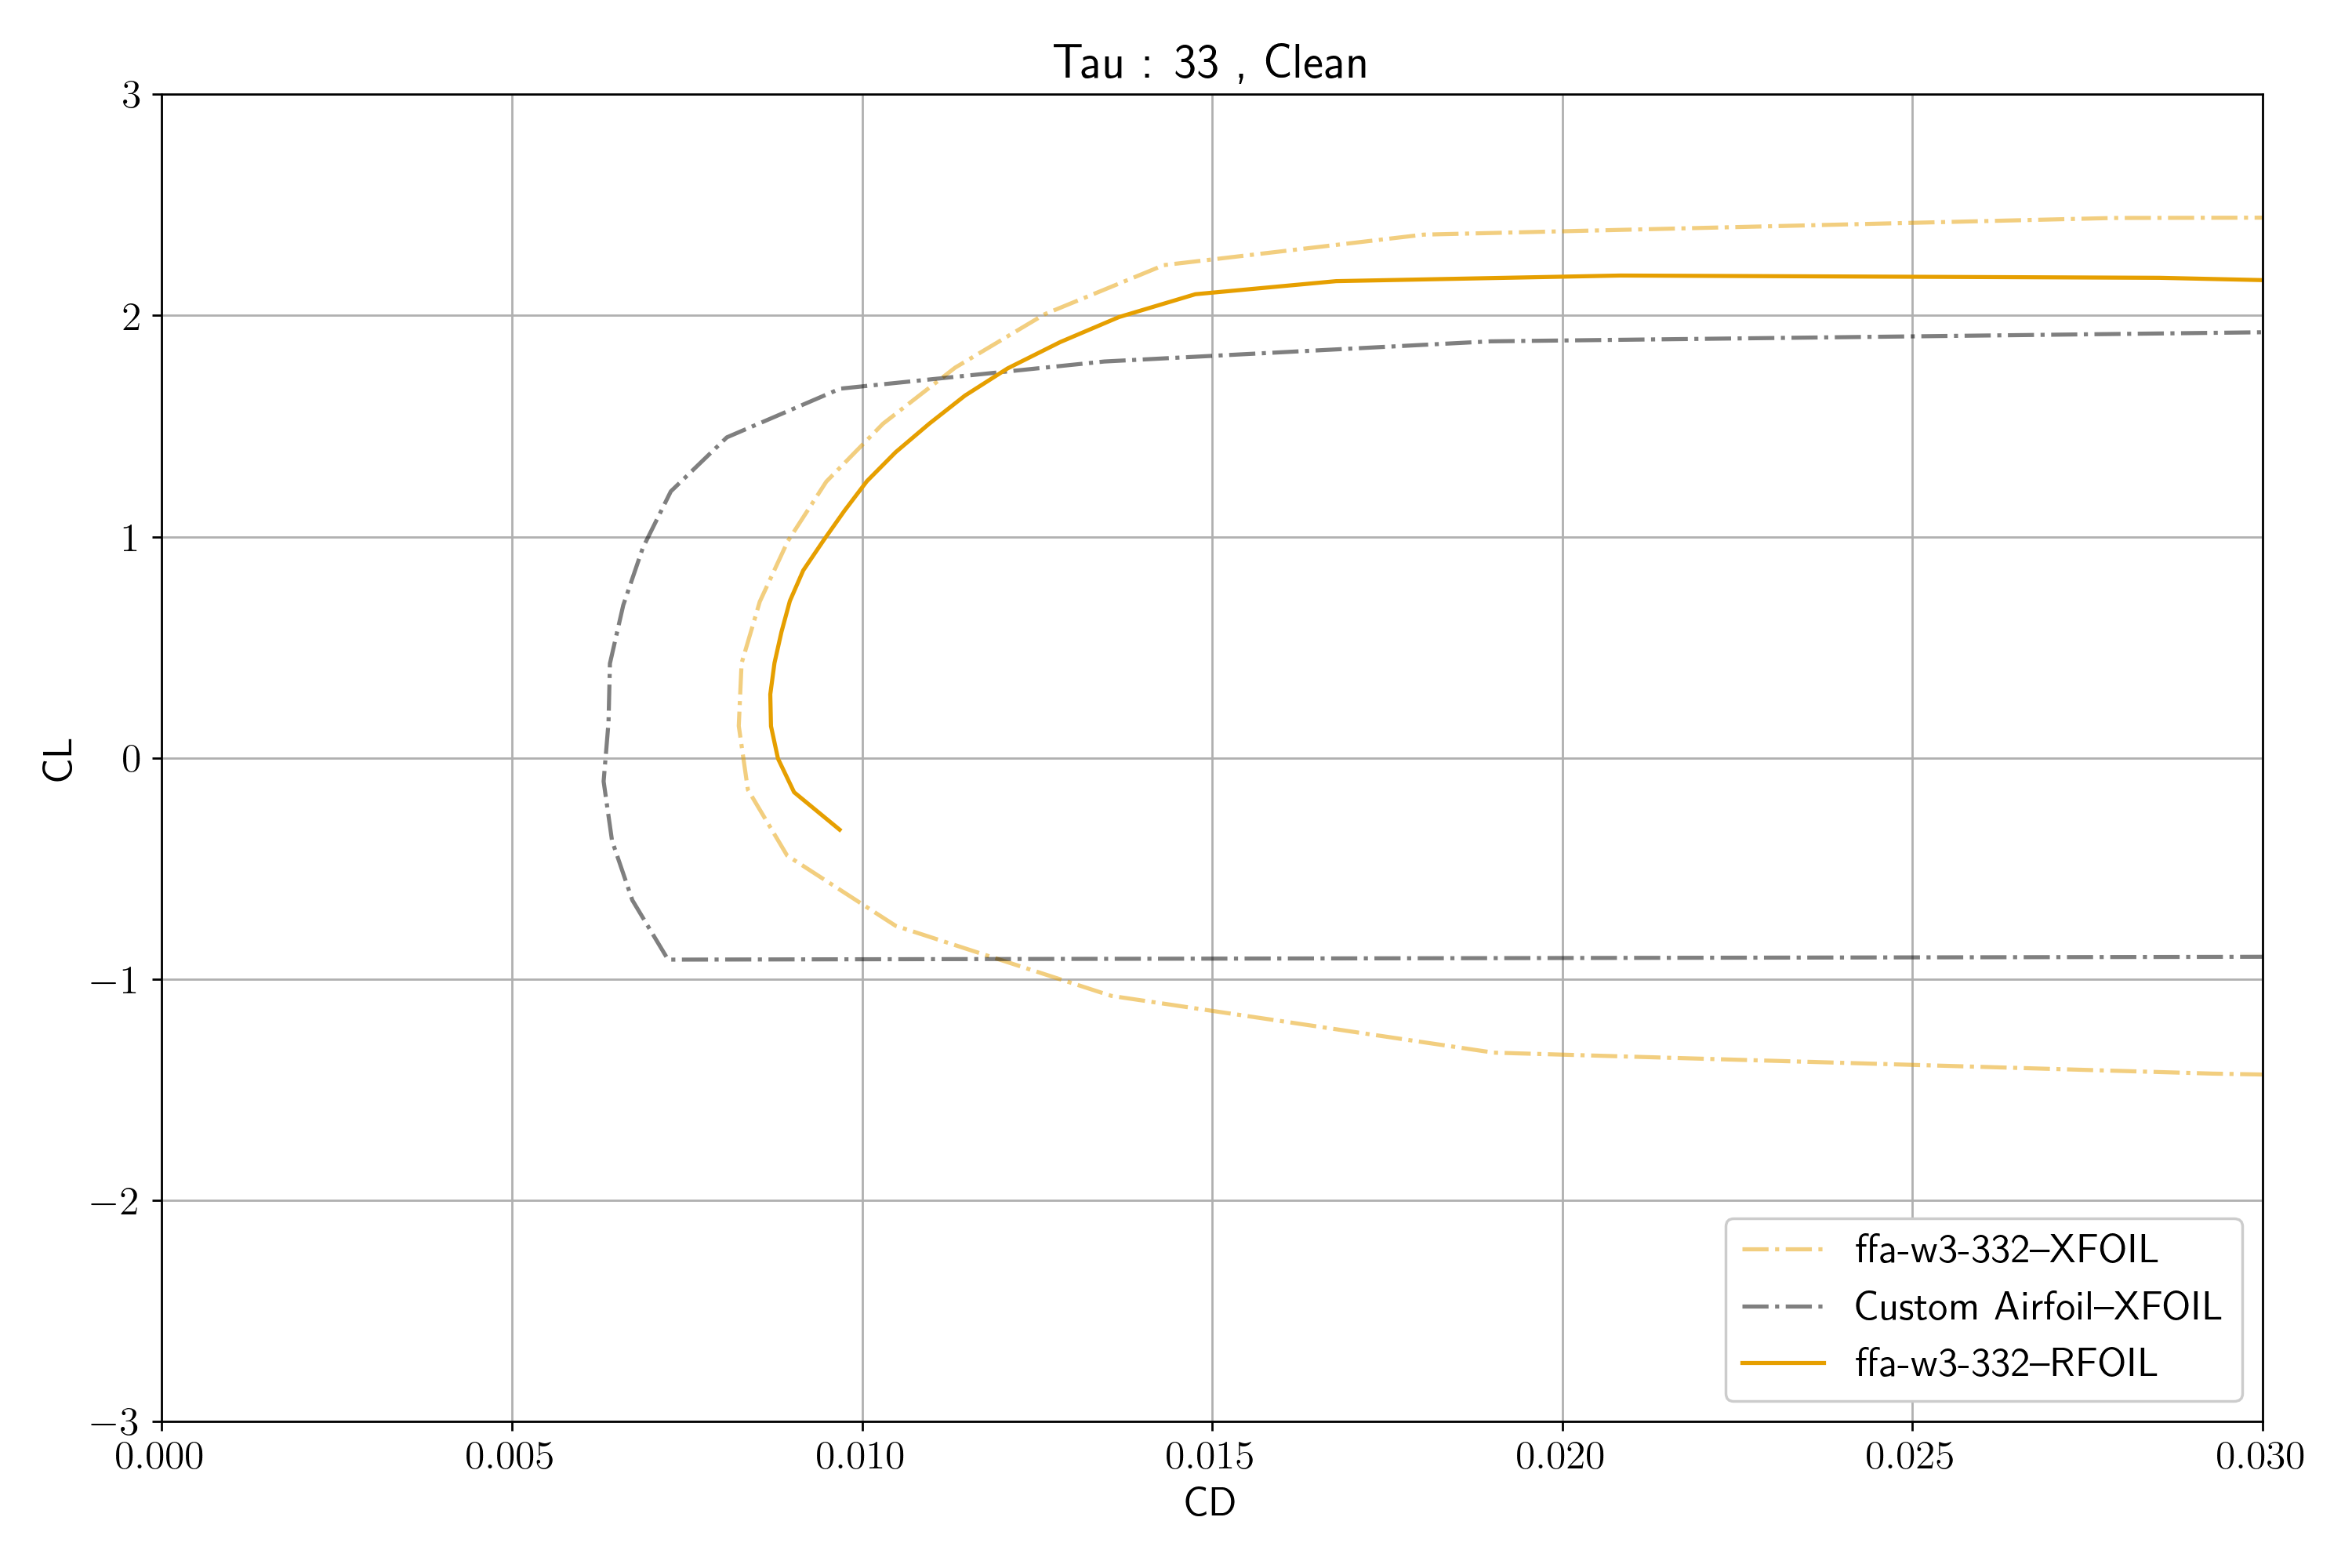 Tau : 33 , Clean
3
2
1
0
−1
−2
−3
CL
0.000 0.005 0.010 0.015 0.020 0.025 0.030
CD
ffa-w3-332–XFOIL
Custom Airfoil–XFOIL
ffa-w3-332–RFOIL